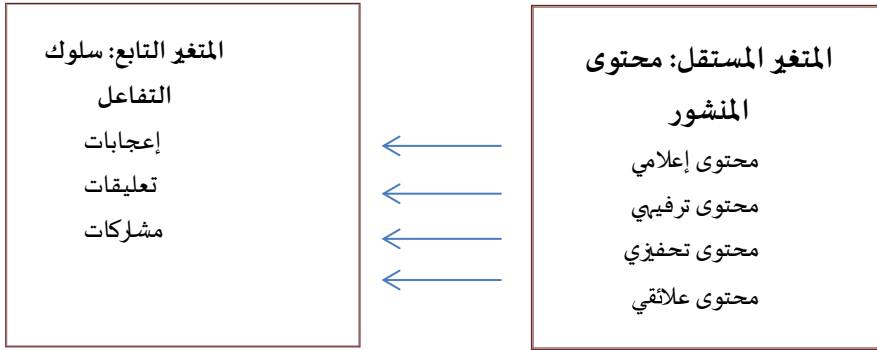 المتغير المستقل: محتوى
المنشور
محتوى إعلامي
محتوى ترفيهي
محتوى تحفيزي
محتوى علائقي
المتغير التابع: سلوك
التفاعل
إعجابات
تعليقات
مشاركات